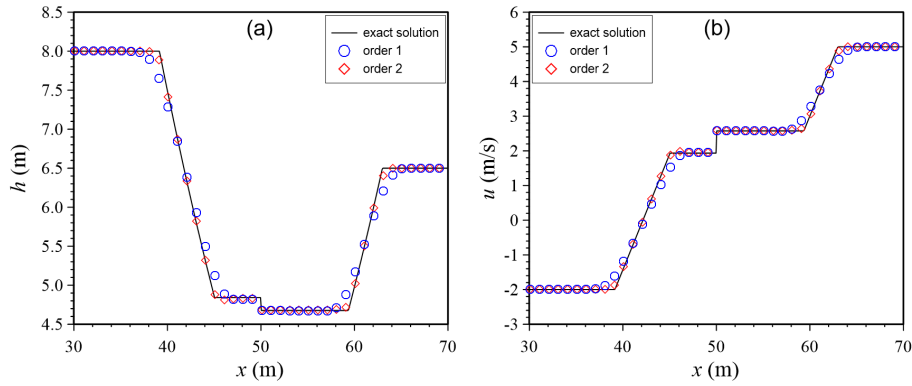 (a)
exact solution
order 1
order 2
8.5
8.0
7.5
7.0
6.5
6.0
5.5
5.0
4.5
h (m)
30 40 50 60 70
x (m)
(b)
exact solution
order 1
order 2
6
5
4
3
2
1
0
-1
-2
-3
u (m/s)
30 40 50 60 70
x (m)